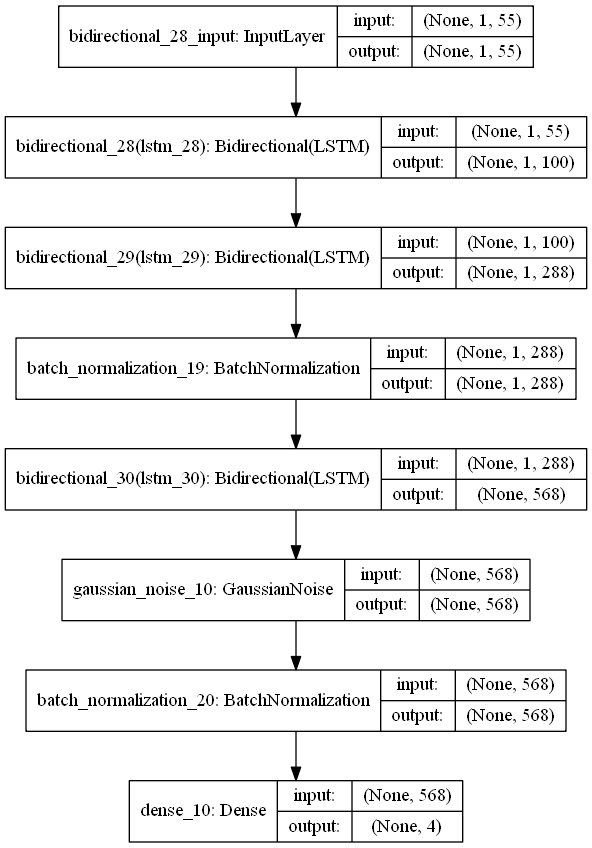 bidirectional_28_input: InputLayer
input: (None, 1, 55)
output: (None, 1, 55)
bidirectional_28(lstm_28): Bidirectional(LSTM)
input: (None, 1, 55)
output: (None, 1, 100)
bidirectional_29(lstm_29): Bidirectional(LSTM)
input: (None, 1, 100)
output: (None, 1, 288)
batch_normalization_19: BatchNormalization
input: (None, 1, 288)
output: (None, 1, 288)
bidirectional_30(lstm_30): Bidirectional(LSTM)
input: (None, 1, 288)
output: (None, 568)
gaussian_noise_10: GaussianNoise
input: (None, 568)
output: (None, 568)
batch_normalization_20: BatchNormalization
input: (None, 568)
output: (None, 568)
dense_10: Dense
input: (None, 568)
output: (None, 4)